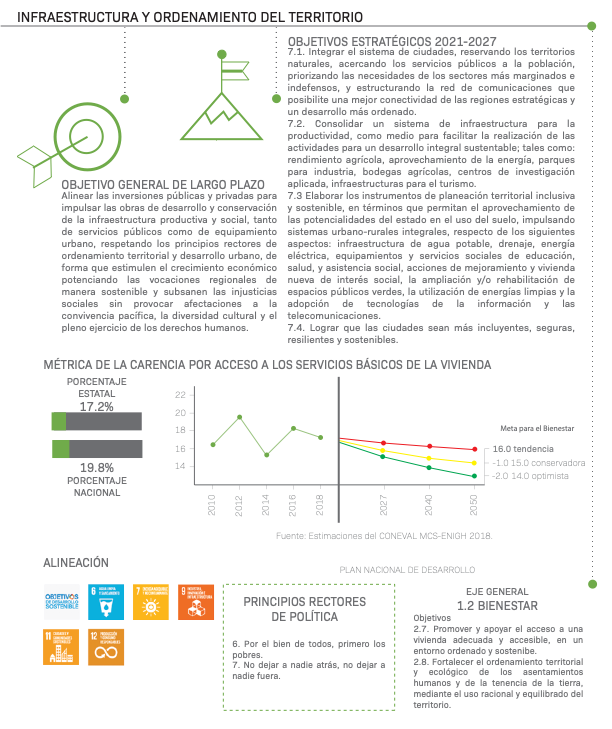 INFRAESTRUCTURA Y ORDENAMIENTO DEL TERRITORIO
OBJETIVO GENERAL DE LARGO PLAZO
Alinear las inversiones públicas y privadas para
impulsar las obras de desarrollo y conservación
de la infraestructura productiva y social, tanto
de servicios públicos como de equipamiento
urbano, respetando los principios rectores de
ordenamiento territorial y desarrollo urbano, de
forma que estimulen el crecimiento económico
potenciando las vocaciones regionales de
manera sostenible y subsanen las injusticias
sociales sin provocar afectaciones a la
convivencia pacífica, la diversidad cultural y el
pleno ejercicio de los derechos humanos.
OBJETIVOS ESTRATÉGICOS 2021-2027
7.1. Integrar el sistema de ciudades, reservando los territorios
naturales, acercando los servicios públicos a la población,
priorizando las necesidades de los sectores más marginados e
indefensos, y estructurando la red de comunicaciones que
posibilite una mejor conectividad de las regiones estratégicas y
un desarrollo más ordenado.
7.2. Consolidar un sistema de infraestructura para la
productividad, como medio para facilitar la realización de las
actividades para un desarrollo integral sustentable; tales como:
rendimiento agrícola, aprovechamiento de la energía, parques
para industria, bodegas agrícolas, centros de investigación
aplicada, infraestructuras para el turismo.
7.3 Elaborar los instrumentos de planeación territorial inclusiva
y sostenible, en términos que permitan el aprovechamiento de
las potencialidades del estado en el uso del suelo, impulsando
sistemas urbano-rurales integrales, respecto de los siguientes
aspectos: infraestructura de agua potable, drenaje, energía
eléctrica, equipamientos y servicios sociales de educación,
salud, y asistencia social, acciones de mejoramiento y vivienda
nueva de interés social, la ampliación y/o rehabilitación de
espacios públicos verdes, la utilización de energías limpias y la
adopción de tecnologías de la información y las
telecomunicaciones.
7.4. Lograr que las ciudades sean más incluyentes, seguras,
resilientes y sostenibles.
MÉTRICA DE LA CARENCIA POR ACCESO A LOS SERVICIOS BÁSICOS DE LA VIVIENDA
PORCENTAJE
ESTATAL
17.2%
19.8%
PORCENTAJE
NACIONAL
22
20
18
16
14
2010
2012
2014
2016
2018
2027
2040
2050
Meta para el Bienestar
16.0 tendencia
-1.0 15.0 conservadora
-2.0 14.0 optimista
Fuente: Estimaciones del CONEVAL MCS-ENIGH 2018.
ALINEACIÓN
OBJETIVOS
DE DESARROLLO
SOSTENIBLE
6
7
9
11
12
PRINCIPIOS RECTORES
DE POLÍTICA
6. Por el bien de todos, primero los
pobres.
7. No dejar a nadie atrás, no dejar a
nadie fuera.
PLAN NACIONAL DE DESARROLLO
EJE GENERAL
1.2 BIENESTAR
Objetivos
2.7. Promover y apoyar el acceso a una
vivienda adecuada y accesible, en un
entorno ordenado y sostenibe.
2.8. Fortalecer el ordenamiento territorial
y ecológico de los asentamientos
humanos y de la tenencia de la tierra,
mediante el uso racional y equilibrado del
territorio.